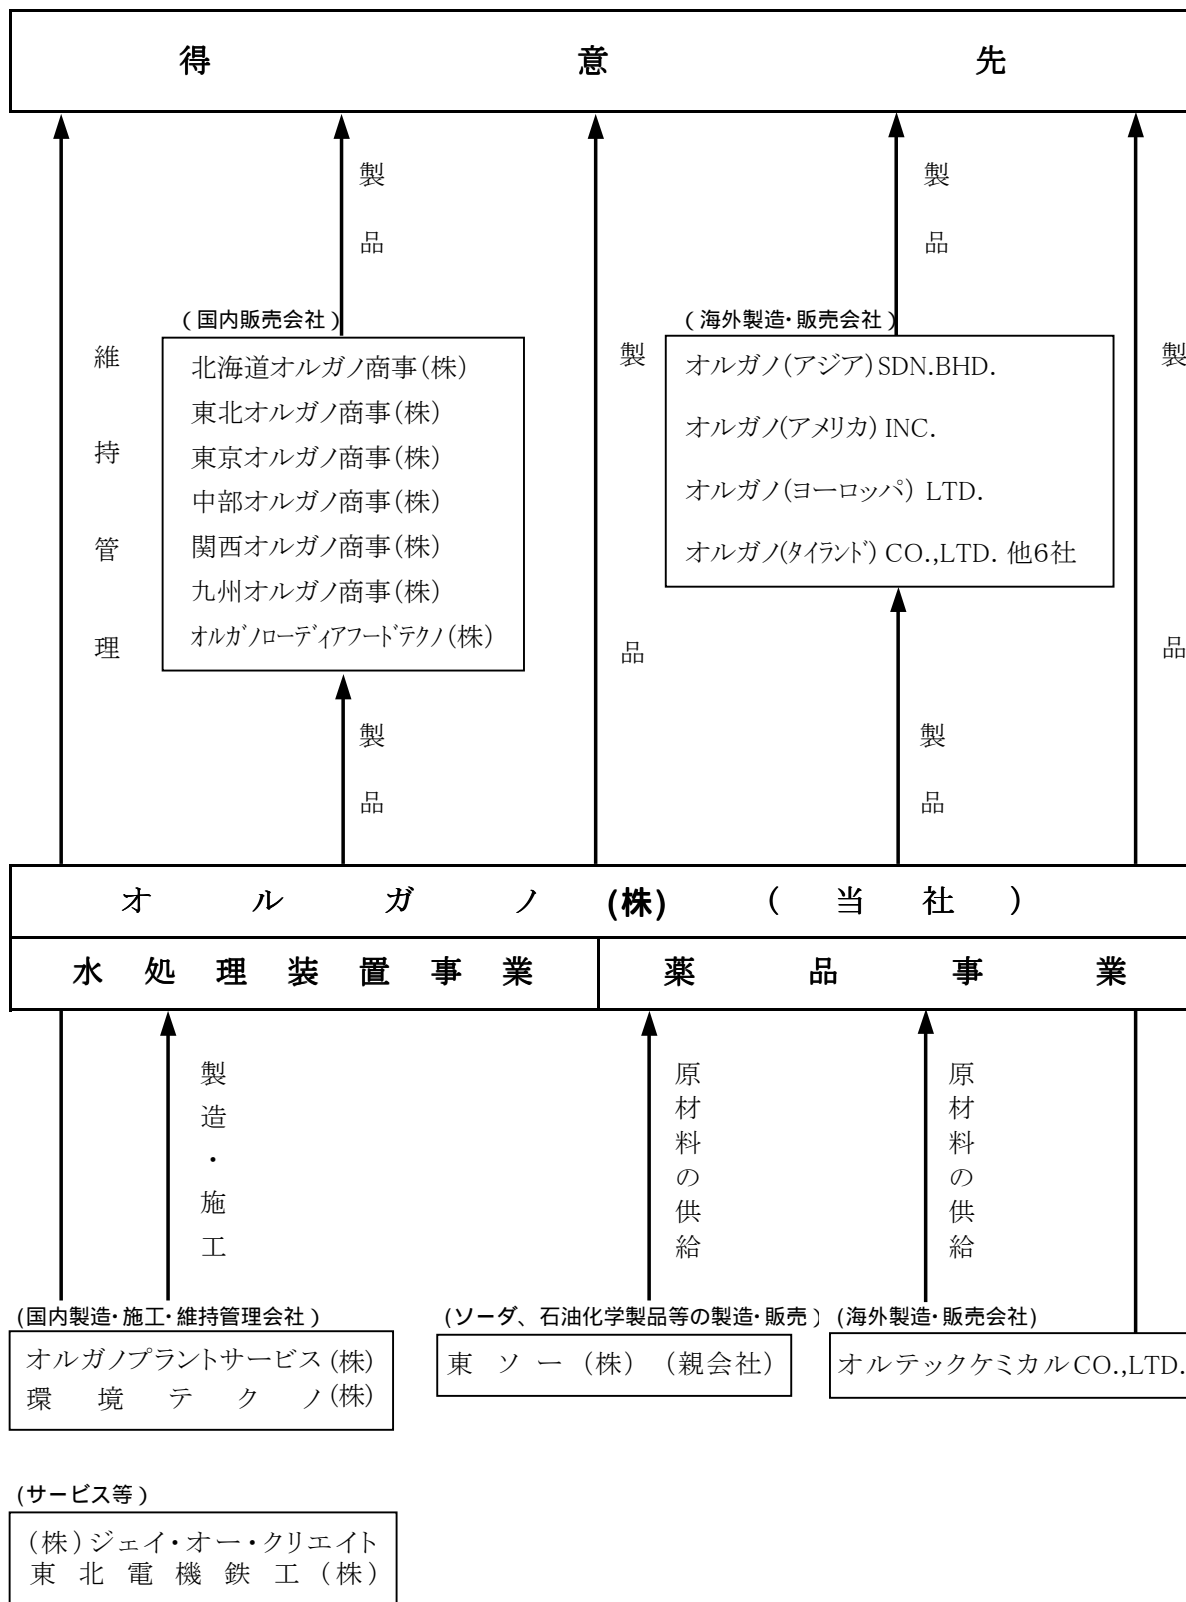 得意先
製品
製品
(国内販売会社)
(海外製造・販売会社)
維持管理
北海道オルガノ商事(株)
東北オルガノ商事(株)
東京オルガノ商事(株)
中部オルガノ商事(株)
関西オルガノ商事(株)
九州オルガノ商事(株)
オルガノローディアフードテクノ(株)
製品
オルガノ(アジア)SDN.BHD.
オルガノ(アメリカ) INC.
オルガノ(ヨーロッパ) LTD.
オルガノ(タイランド) CO.,LTD. 他6社
製品
製品
製品
オルガノ(株) (当社)
水処理装置事業
薬品事業
製造・施工
原材料の供給
原材料の供給
(国内製造・施工・維持管理会社)
オルガノプラントサービス(株)
環境テクノ(株)
(ソーダ、石油化学製品等の製造・販売)
東ソー(株) (親会社)
(海外製造・販売会社)
オルテックケミカルCO.,LTD.
(サービス等)
(株)ジェイ・オー・クリエイト
東北電機鉄工(株)